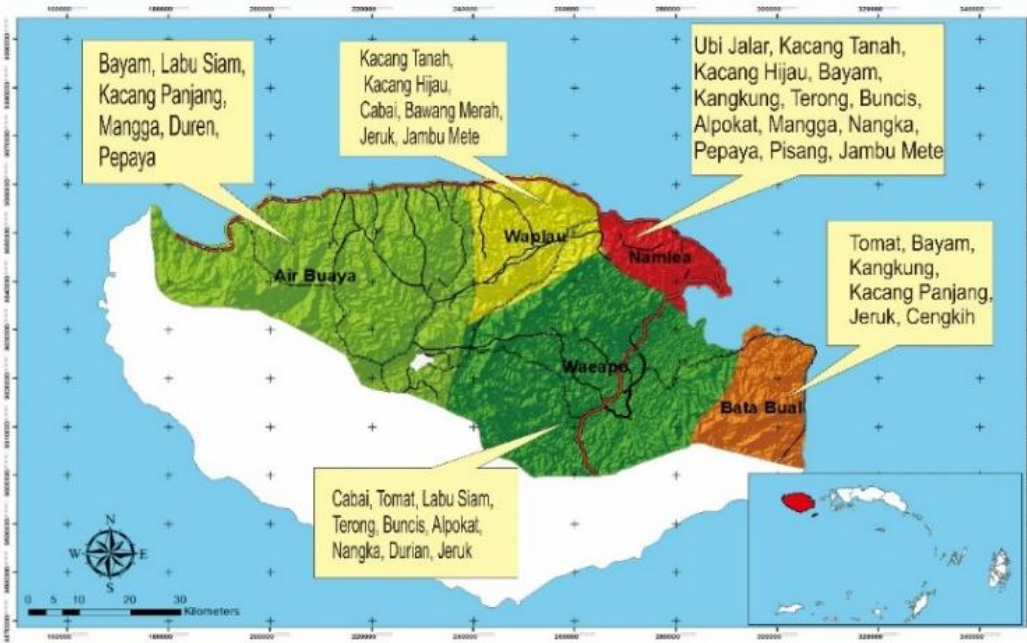 Bayam, Labu Siam,
Kacang Panjang,
Mangga, Duren,
Pepaya
Kacang Tanah,
Kacang Hijau,
Cabai, Bawang Merah,
Jeruk, Jambu Mete
Ubi Jalar, Kacang Tanah,
Kacang Hijau, Bayam,
Kangkung, Terong, Buncis,
Alpokat, Mangga, Nangka,
Pepaya, Pisang, Jambu Mete
Tomat, Bayam,
Kangkung,
Kacang Panjang,
Jeruk, Cengkih
Air Buaya
Waplau
Namlea
Waeapo
Bata Bual
Cabai, Tomat, Labu Siam,
Terong, Buncis, Alpokat,
Nangka, Durian, Jeruk
N
W E
S
0 5 10 20 30
Kilometers